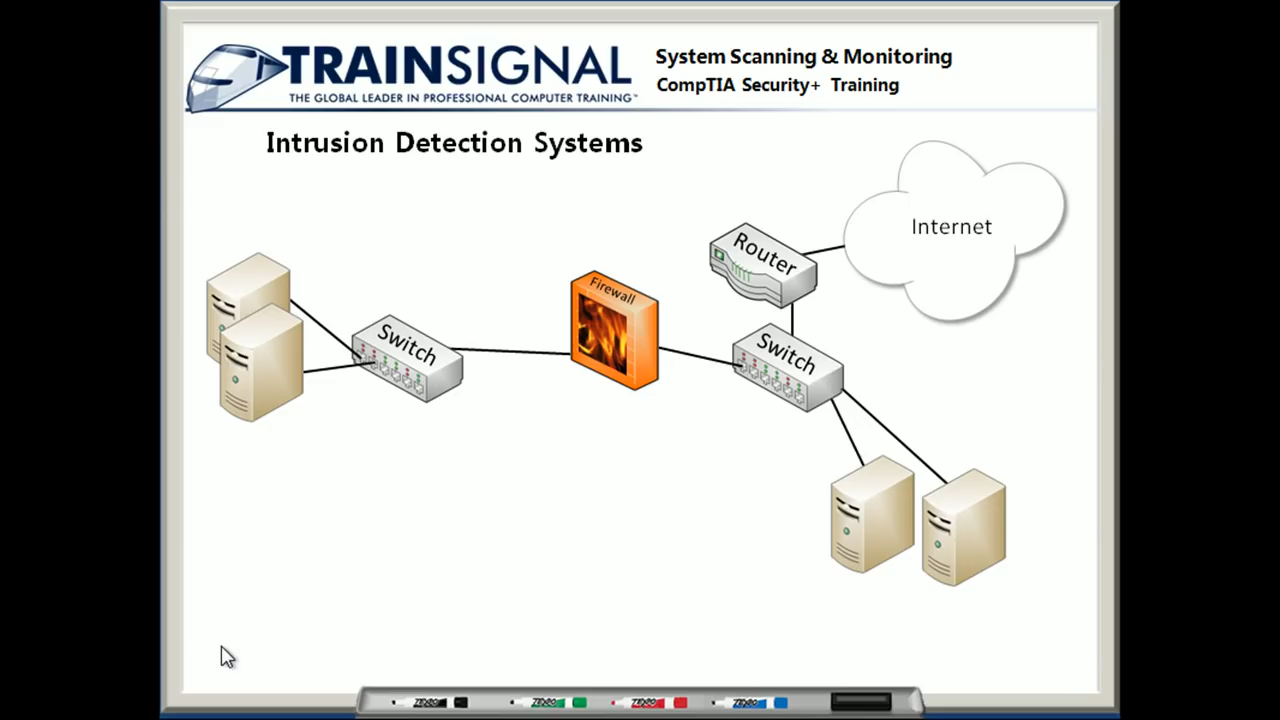 TRAINSIGNAL
THE GLOBAL LEADER IN PROFESSIONAL COMPUTER TRAINING™
System Scanning & Monitoring
CompTIA Security+ Training
Intrusion Detection Systems
Internet
Router
Firewall
Switch
Switch